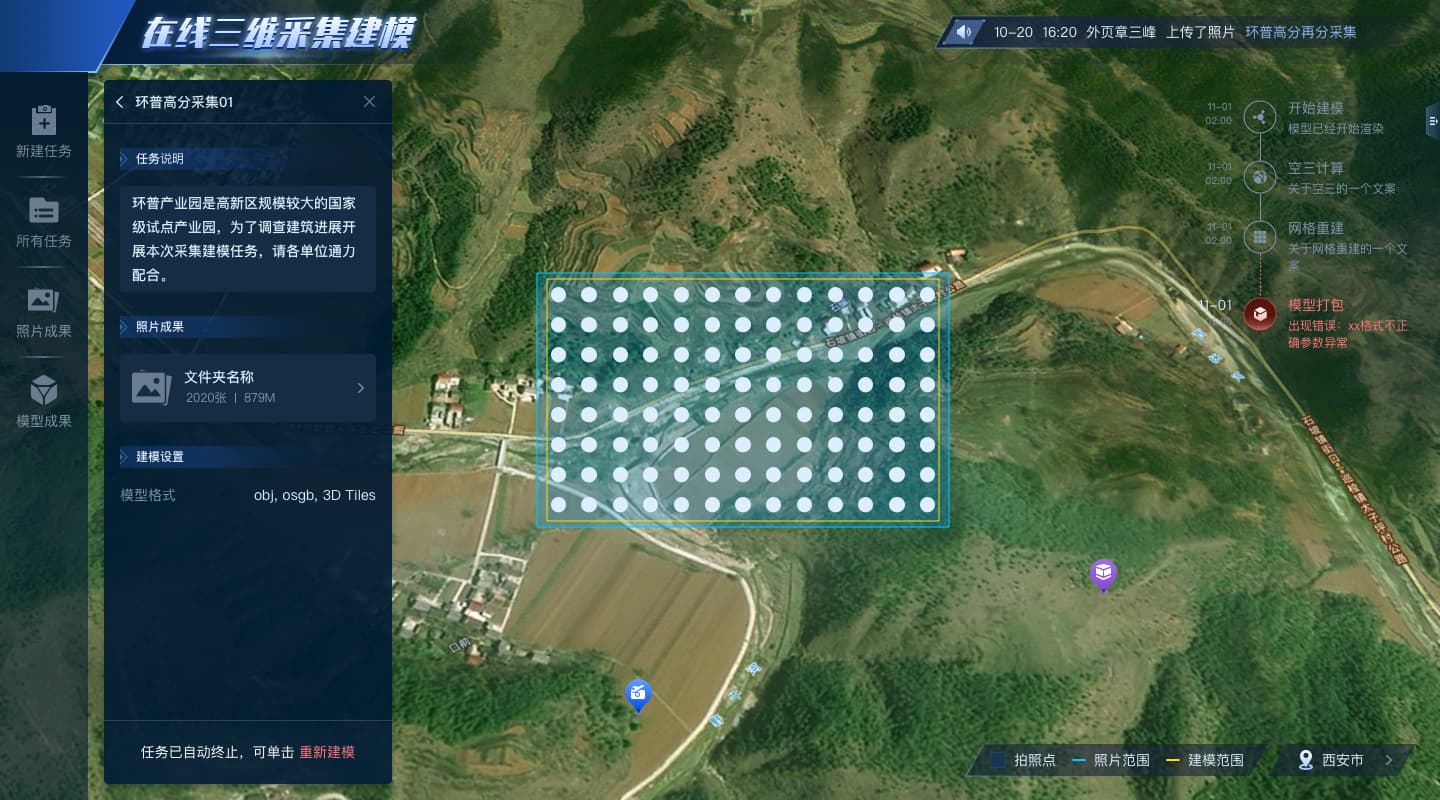 在线三维采集建模
10-20 16:20 外页章三峰 上传了照片 环普高分再分采集
新建任务
所有任务
照片成果
模型成果
环普高分采集01
任务说明
环普产业园是高新区规模较大的国家
级试点产业园，为了调查建筑进展开
展本次采集建模任务，请各单位通力
配合。
照片成果
文件夹名称
2020张 | 879M
建模设置
模型格式 obj, osgb, 3D Tiles
任务已自动终止，可单击 重新建模
11-01
02:00
开始建模
模型已经开始渲染
11-01
02:00
空三计算
关于空三的一个文案
11-01
02:00
网格重建
关于网格重建的一个文
案
11-01
模型打包
出现错误：xx格式不正
确参数异常
拍照点
照片范围
建模范围
西安市